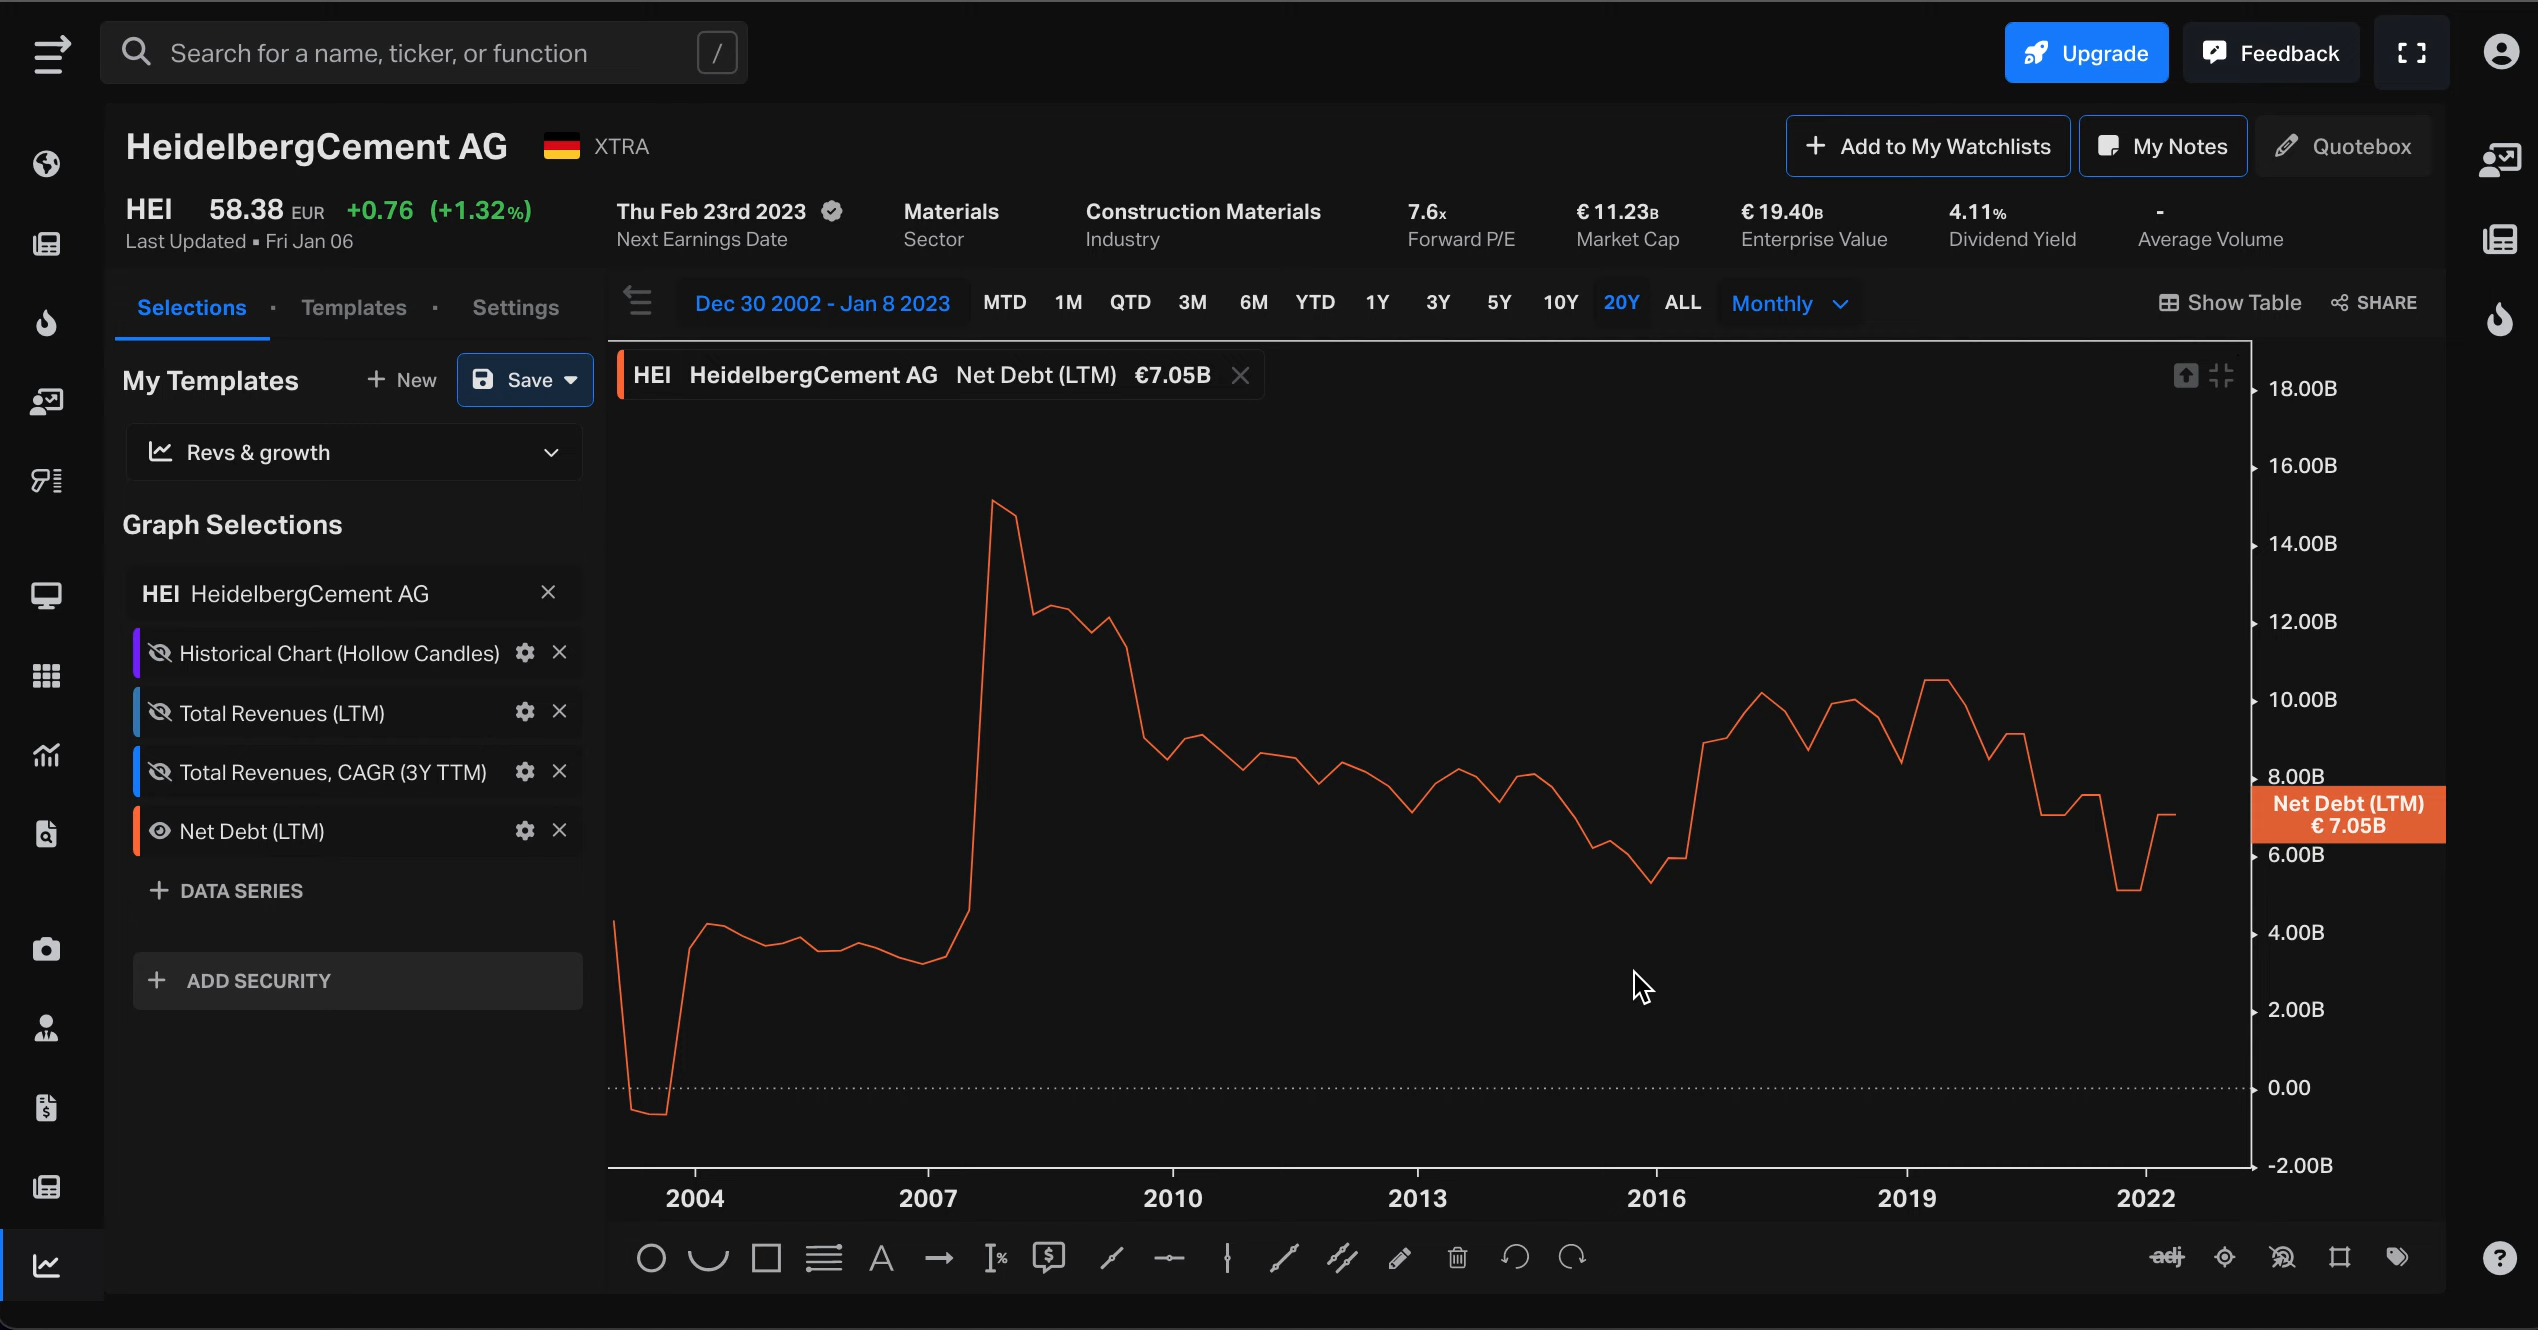 Search for a name, ticker, or function /
Upgrade
Feedback
HeidelbergCement AG XTRA
+ Add to My Watchlists
My Notes
Quotebox
HEI 58.38 EUR +0.76 (+1.32%)
Last Updated ▪ Fri Jan 06
Thu Feb 23rd 2023
Next Earnings Date
Materials
Sector
Construction Materials
Industry
7.6x
Forward P/E
€ 11.23B
Market Cap
€ 19.40B
Enterprise Value
4.11%
Dividend Yield
-
Average Volume
Selections · Templates · Settings
Dec 30 2002 - Jan 8 2023 MTD 1M QTD 3M 6M YTD 1Y 3Y 5Y 10Y 20Y ALL Monthly
Show Table
SHARE
My Templates
+ New
Save
Revs & growth
Graph Selections
HEI HeidelbergCement AG
Historical Chart (Hollow Candles)
Total Revenues (LTM)
Total Revenues, CAGR (3Y TTM)
Net Debt (LTM)
+ DATA SERIES
+ ADD SECURITY
HEI HeidelbergCement AG Net Debt (LTM) €7.05B
18.00B
16.00B
14.00B
12.00B
10.00B
8.00B
Net Debt (LTM)
€ 7.05B
6.00B
4.00B
2.00B
0.00
-2.00B
2004 2007 2010 2013 2016 2019 2022
A
%
$
adj
?